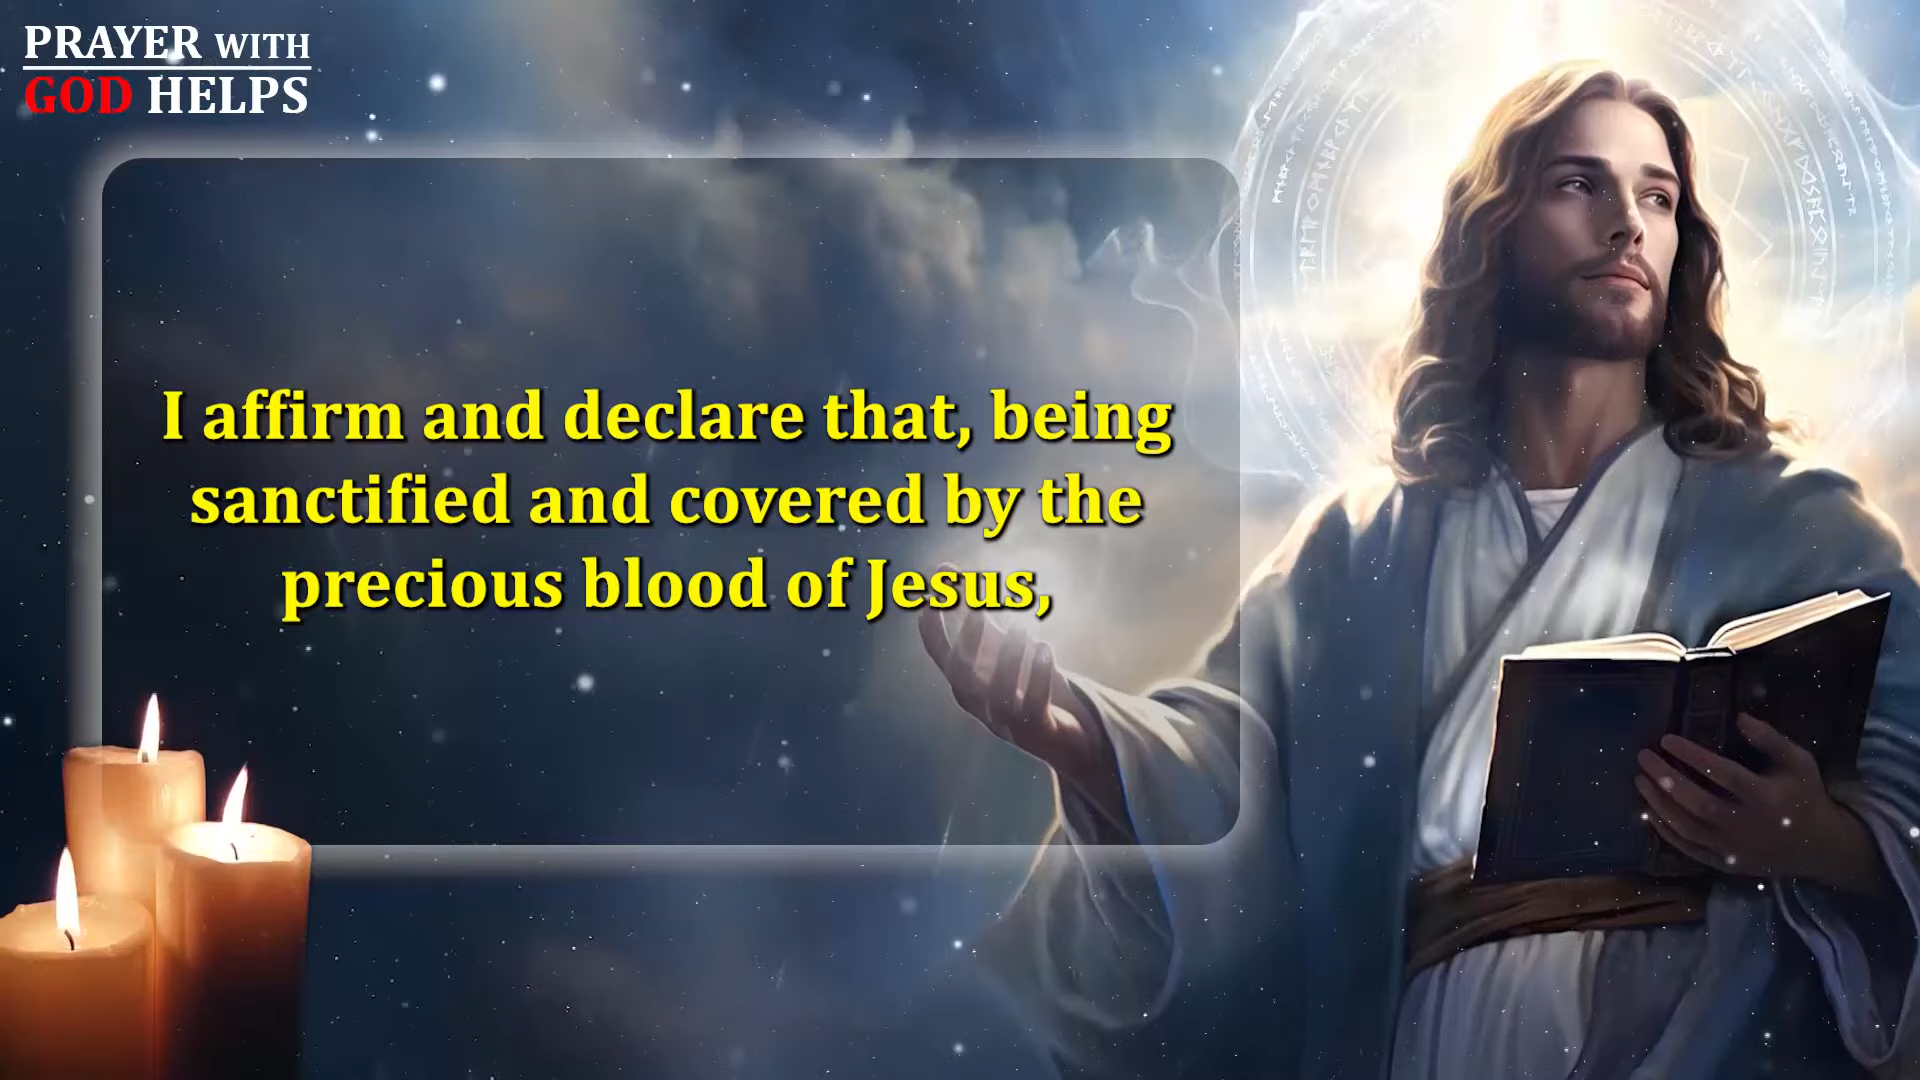 PRAYER WITH
GOD HELPS
I affirm and declare that, being
sanctified and covered by the
precious blood of Jesus,